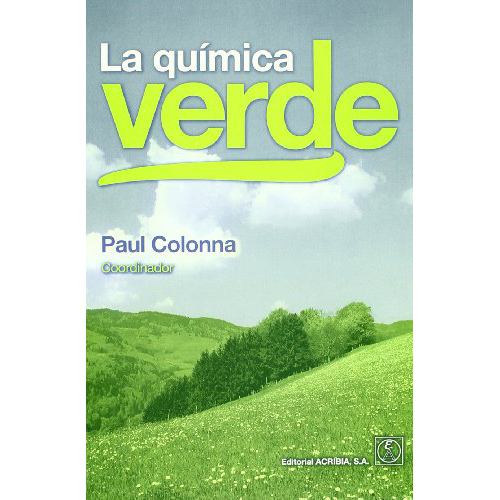 La química
verde
Paul Colonna
Coordinador
Editorial ACRIBIA, S.A.